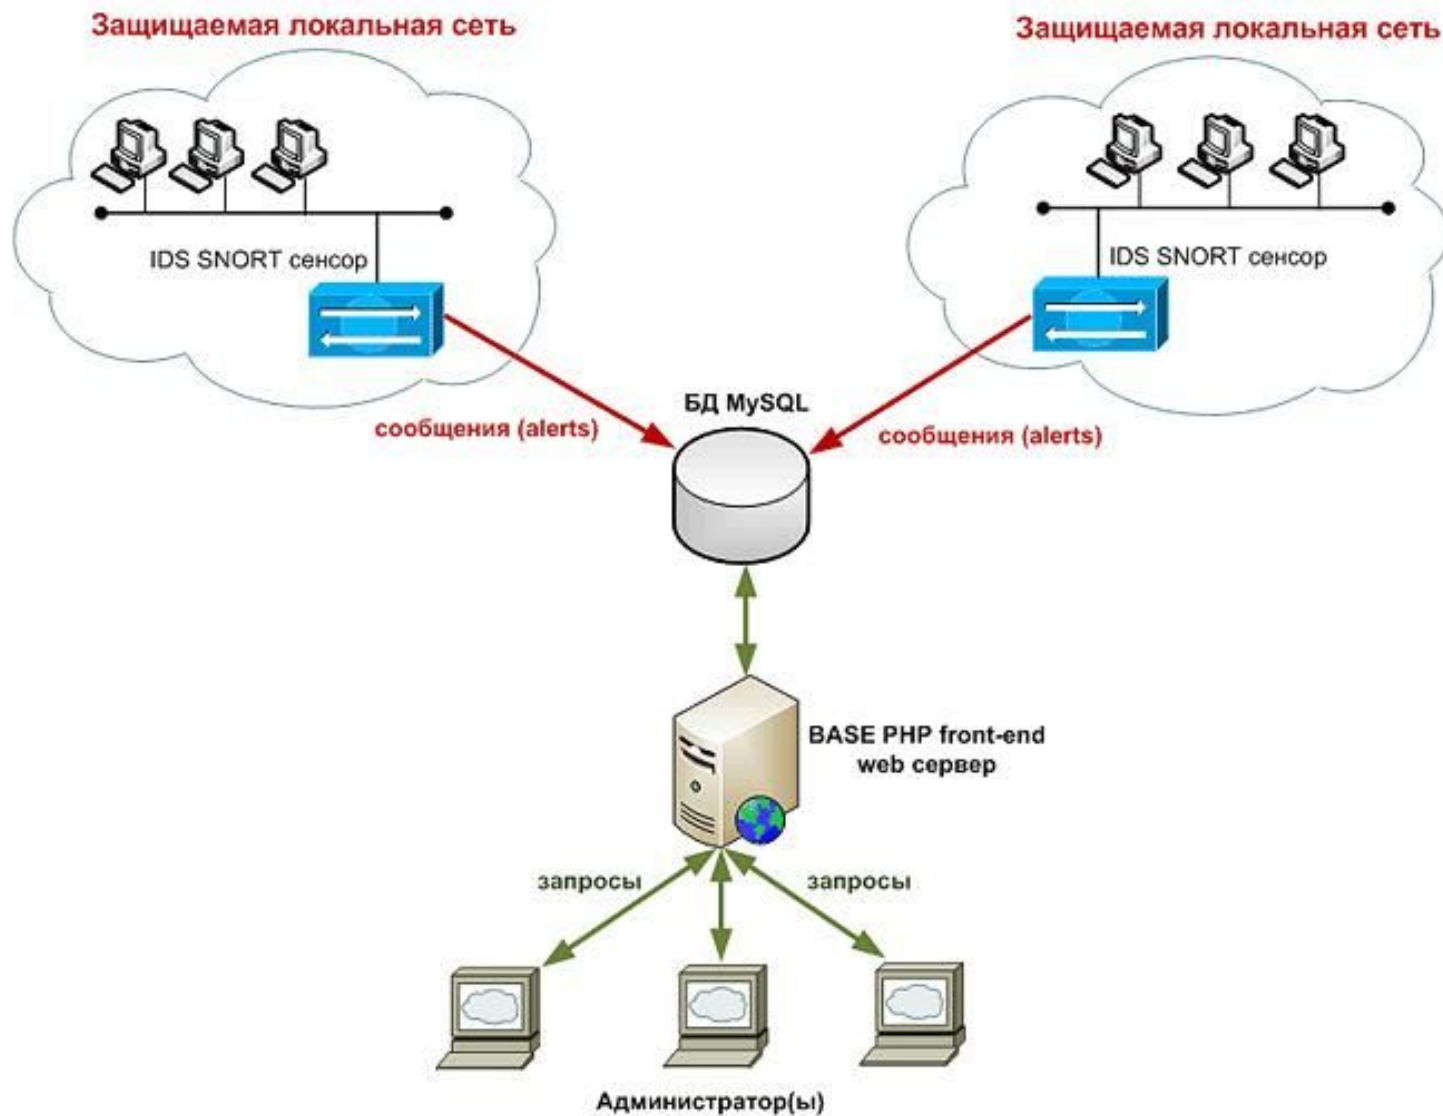 Защищаемая локальная сеть
Защищаемая локальная сеть
IDS SNORT сенсор
IDS SNORT сенсор
БД MySQL
сообщения (alerts)
сообщения (alerts)
BASE PHP front-end
web сервер
запросы
запросы
Администратор(ы)